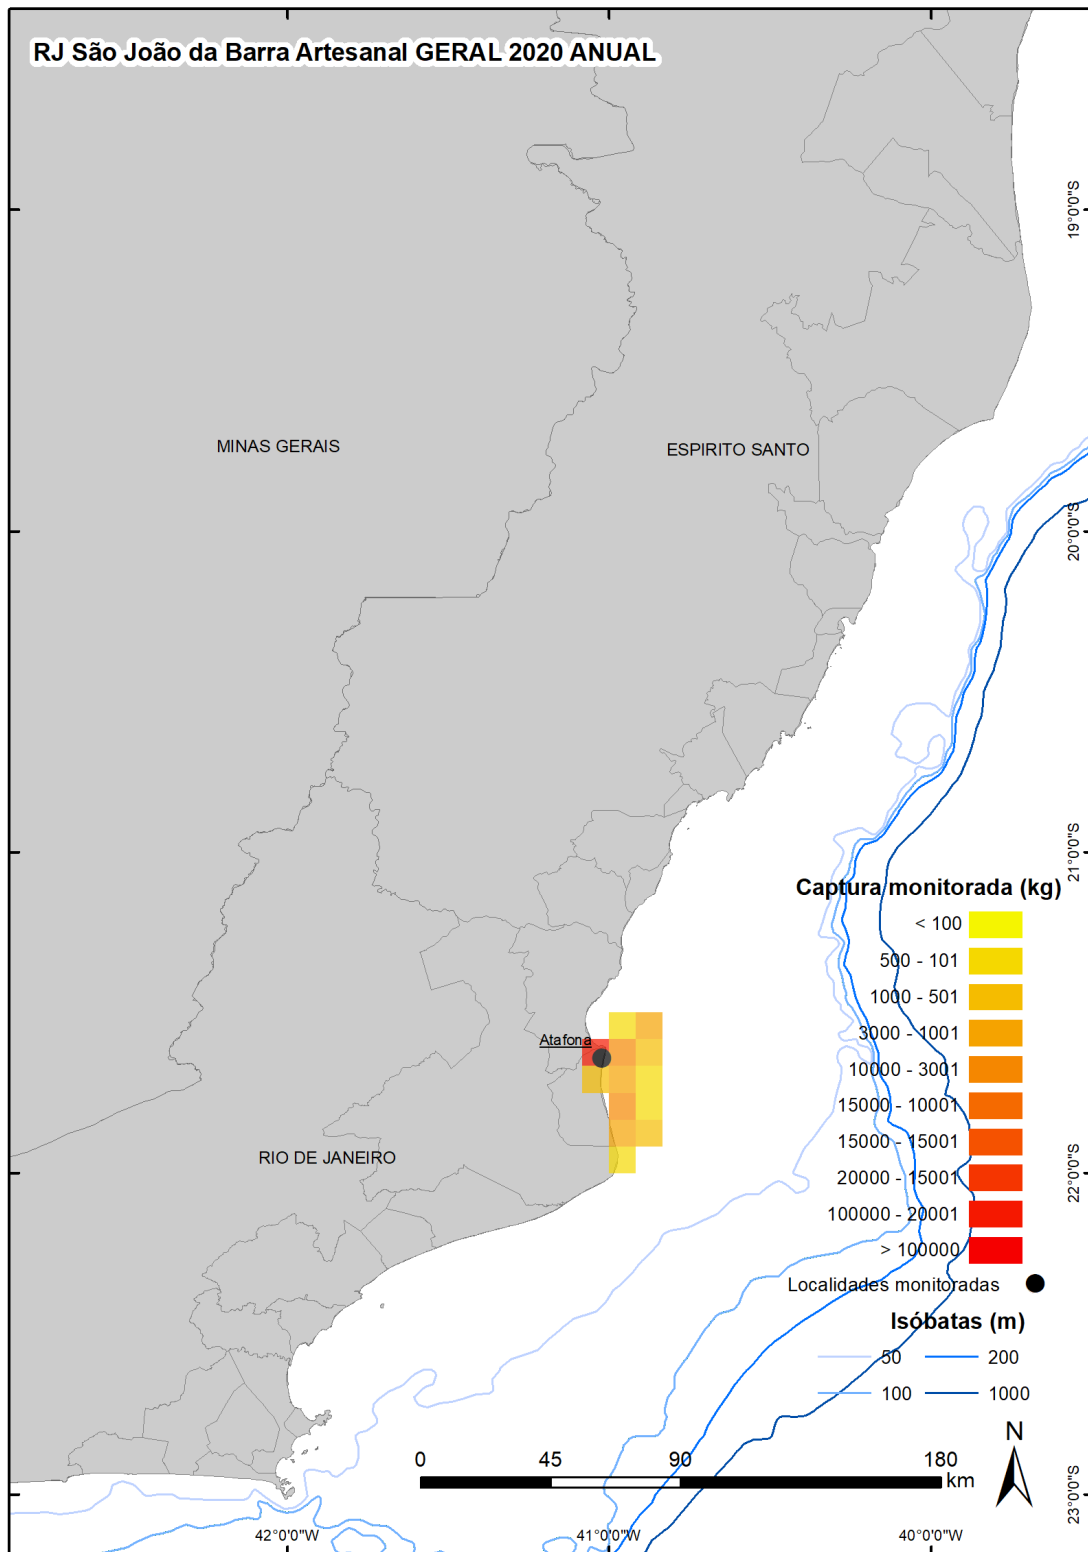 RJ São João da Barra Artesanal GERAL 2020 ANUAL
19°0'0"S
MINAS GERAIS
ESPIRITO SANTO
20°0'0"S
21°0'0"S
Captura monitorada (kg)
< 100
500 - 101
1000 - 501
3000 - 1001
10000 - 3001
15000 - 10001
15000 - 15001
20000 - 15001
100000 - 20001
> 100000
Atafona
RIO DE JANEIRO
22°0'0"S
Localidades monitoradas
Isóbatas (m)
50 200
100 1000
N
0 45 90 180
km
23°0'0"S
42°0'0"W 41°0'0"W 40°0'0"W